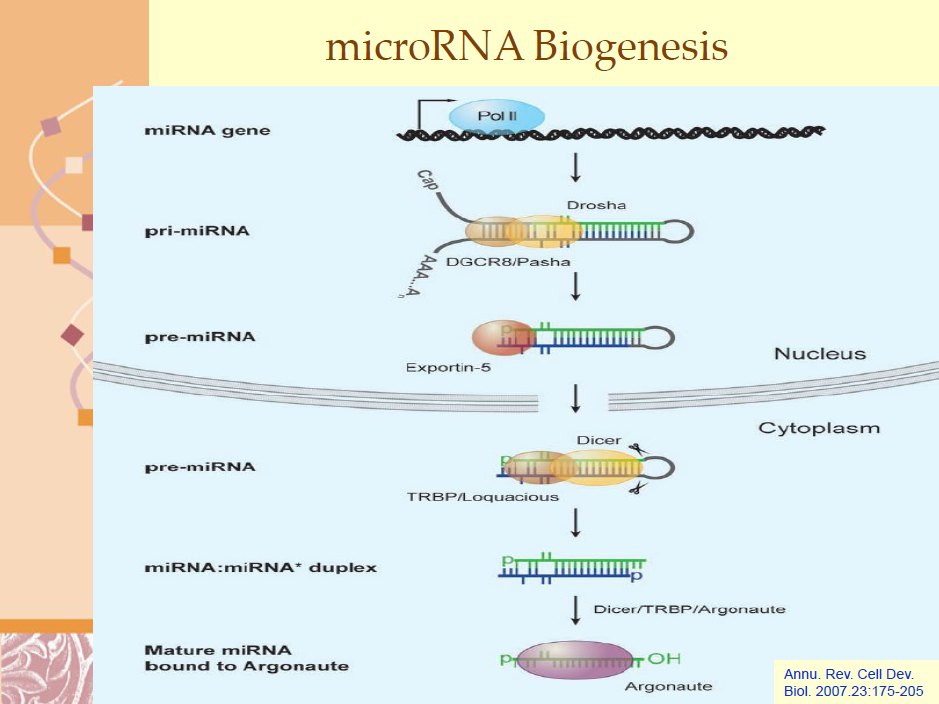 microRNA Biogenesis
miRNA gene
Pol II
Cap
Drosha
pri-miRNA
DGCR8/Pasha
AAA...An
pre-miRNA
p
Exportin-5
Nucleus
Cytoplasm
Dicer
pre-miRNA
p
TRBP/Loquacious
p
miRNA:miRNA* duplex
p
Dicer/TRBP/Argonaute
Mature miRNA
bound to Argonaute
p
OH
Argonaute
Annu. Rev. Cell Dev.
Biol. 2007.23:175-205